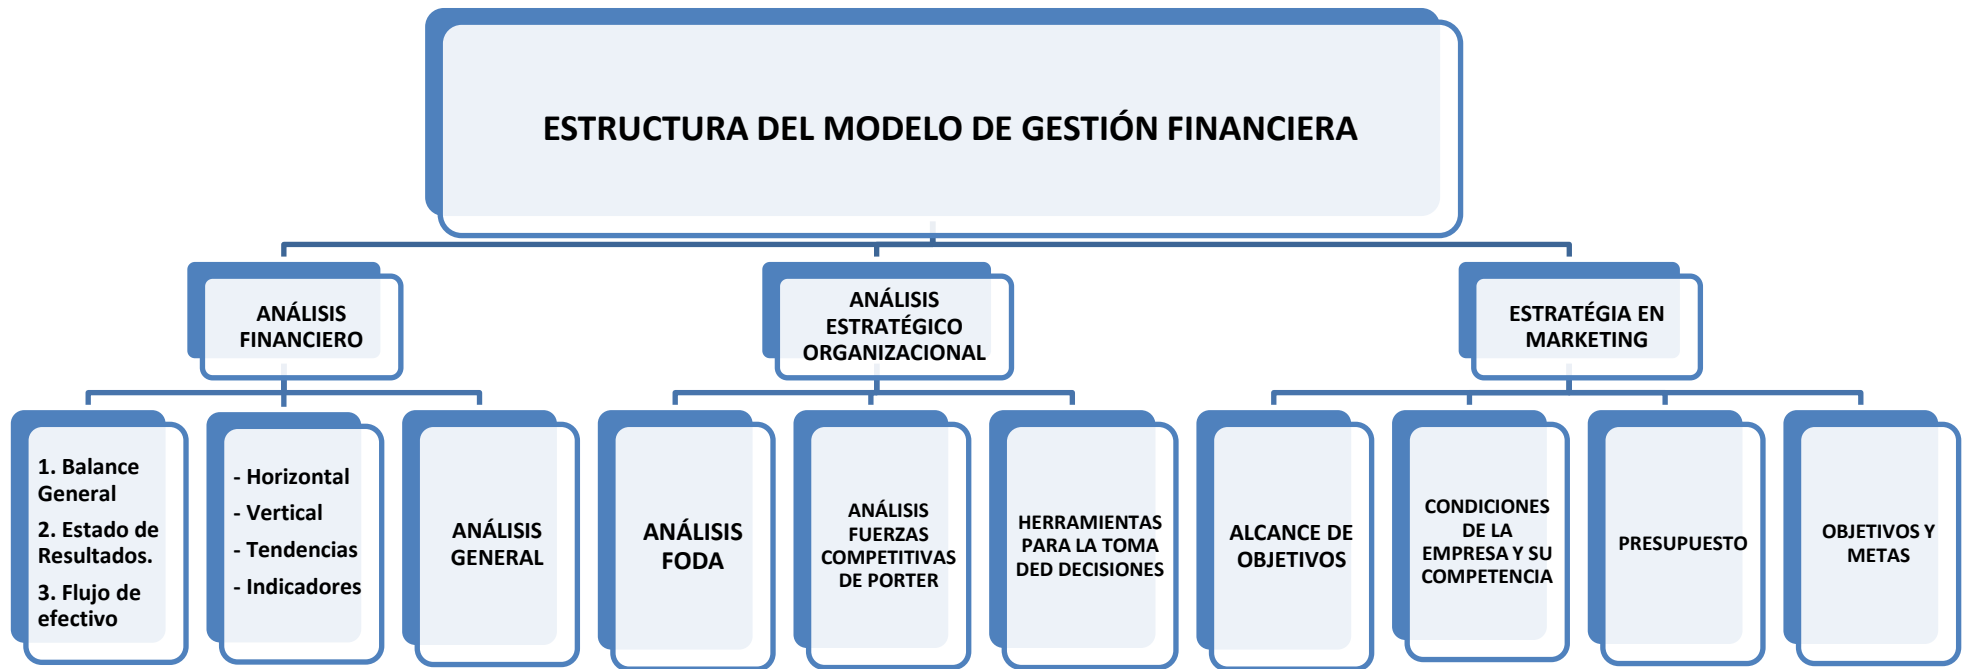 ESTRUCTURA DEL MODELO DE GESTIÓN FINANCIERA
ANÁLISIS
FINANCIERO
ANÁLISIS
ESTRATÉGICO
ORGANIZACIONAL
ESTRATÉGIA EN
MARKETING
1. Balance
General
2. Estado de
Resultados.
3. Flujo de
efectivo
- Horizontal
- Vertical
- Tendencias
- Indicadores
ANÁLISIS
GENERAL
ANÁLISIS
FODA
ANÁLISIS
FUERZAS
COMPETITIVAS
DE PORTER
HERRAMIENTAS
PARA LA TOMA
DED DECISIONES
ALCANCE DE
OBJETIVOS
CONDICIONES
DE LA
EMPRESA Y SU
COMPETENCIA
PRESUPUESTO
OBJETIVOS Y
METAS